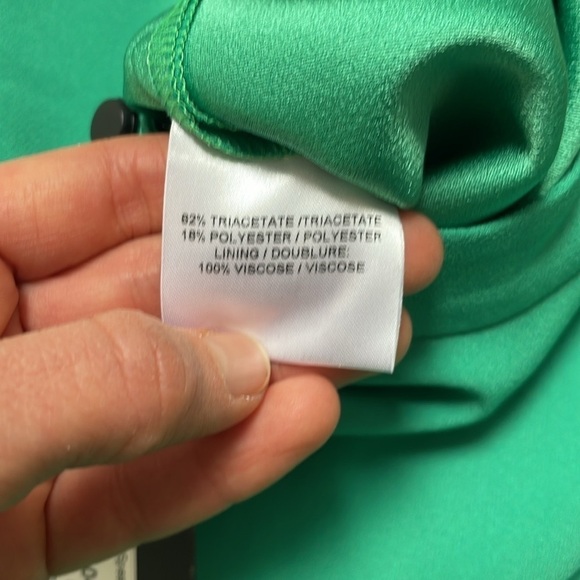 82% TRIACETATE /TRIACETATE
18% POLYESTER / POLYESTER
LINING / DOUBLURE:
100% VISCOSE / VISCOSE